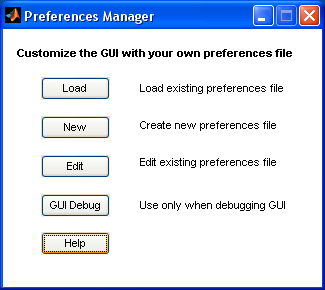 Preferences Manager
Customize the GUI with your own preferences file
Load Load existing preferences file
New Create new preferences file
Edit Edit existing preferences file
GUI Debug Use only when debugging GUI
Help